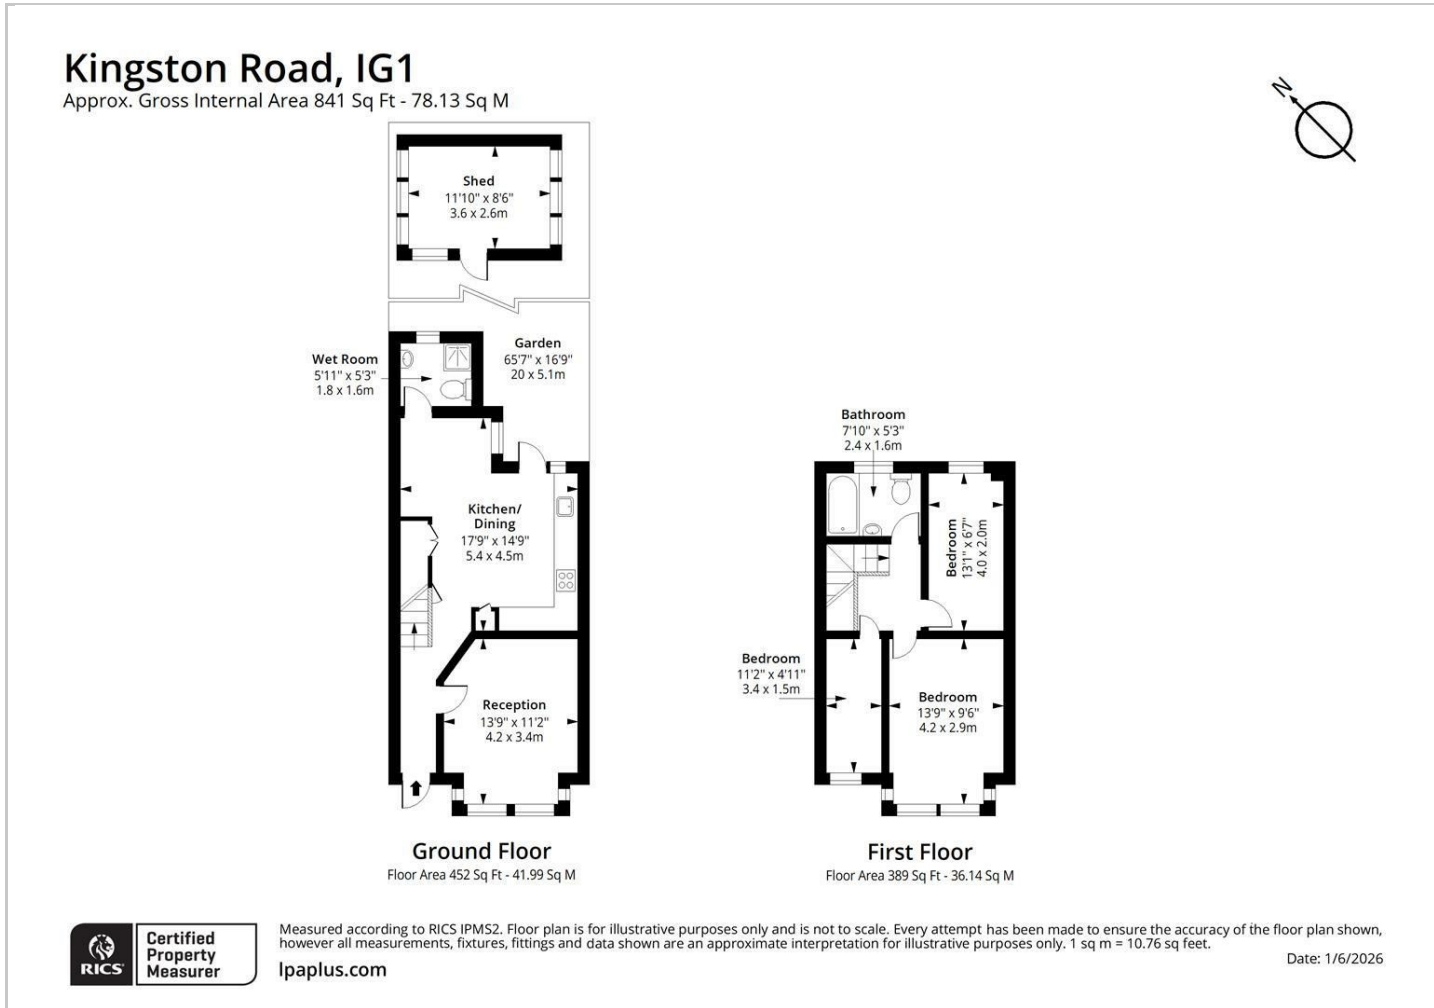 Kingston Road, IG1
Approx. Gross Internal Area 841 Sq Ft - 78.13 Sq M
N
Shed
11'10" x 8'6"
3.6 x 2.6m
Wet Room
5'11" x 5'3"
1.8 x 1.6m
Garden
65'7" x 16'9"
20 x 5.1m
Kitchen/
Dining
17'9" x 14'9"
5.4 x 4.5m
Reception
13'9" x 11'2"
4.2 x 3.4m
Ground Floor
Floor Area 452 Sq Ft - 41.99 Sq M
Bathroom
7'10" x 5'3"
2.4 x 1.6m
Bedroom
13'1" x 6'7"
4.0 x 2.0m
Bedroom
11'2" x 4'11"
3.4 x 1.5m
Bedroom
13'9" x 9'6"
4.2 x 2.9m
First Floor
Floor Area 389 Sq Ft - 36.14 Sq M
RICS
Certified
Property
Measurer
Measured according to RICS IPMS2. Floor plan is for illustrative purposes only and is not to scale. Every attempt has been made to ensure the accuracy of the floor plan shown,
however all measurements, fixtures, fittings and data shown are an approximate interpretation for illustrative purposes only. 1 sq m = 10.76 sq feet.
lpaplus.com
Date: 1/6/2026